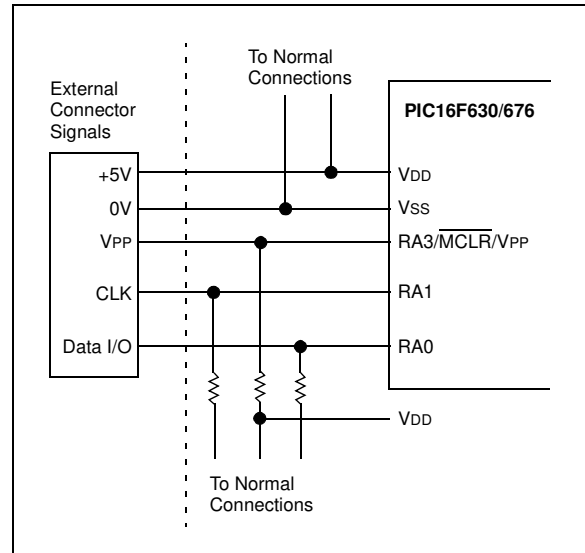 To Normal
Connections
External
Connector
Signals
PIC16F630/676
+5V
VDD
0V
VSS
VPP
RA3/MCLR/VPP
CLK
RA1
Data I/O
RA0
VDD
To Normal
Connections